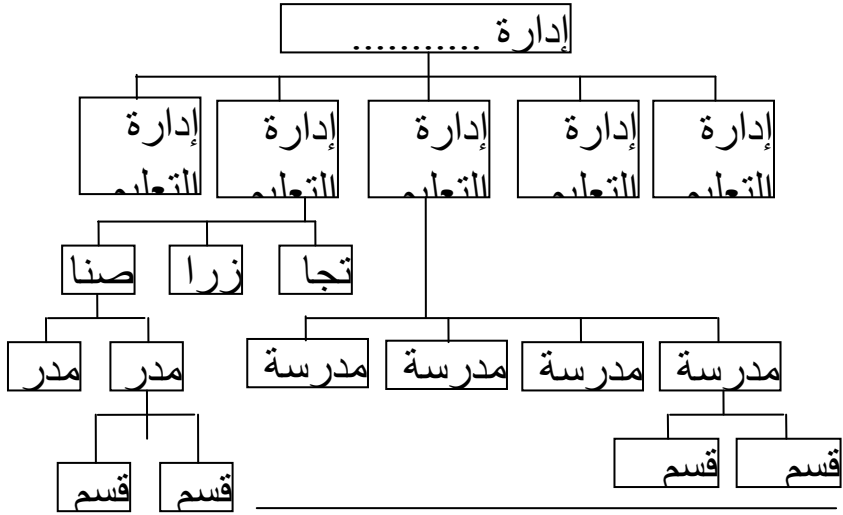 إدارة ...........
إدارة التعليم
إدارة التعليم
إدارة التعليم
إدارة التعليم
إدارة التعليم
تجا
زرا
صنا
مدرسة
مدرسة
مدرسة
مدرسة
مدر
مدر
قسم
قسم
قسم
قسم